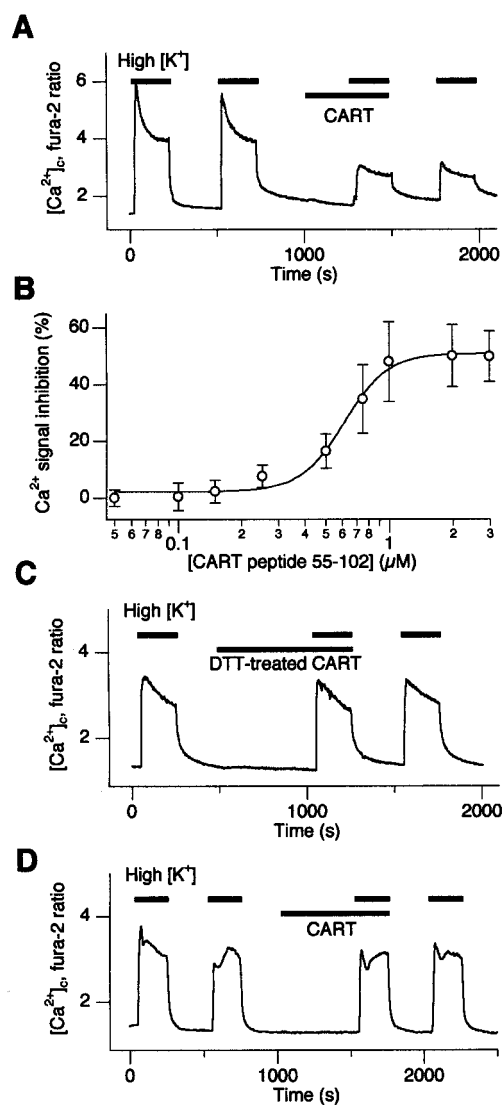 A
High [K+]
[Ca2+]c, fura-2 ratio
6
4
2
CART
0
1000
2000
Time (s)
B
Ca2+ signal inhibition (%)
60
40
20
0
5 6 7 8 0.1 2 3 4 5 6 7 8 1 2 3
[CART peptide 55-102] (µM)
C
High [K+]
[Ca2+]c, fura-2 ratio
4
2
DTT-treated CART
0
1000
2000
Time (s)
D
High [K+]
[Ca2+]c, fura-2 ratio
4
2
CART
0
1000
2000
Time (s)